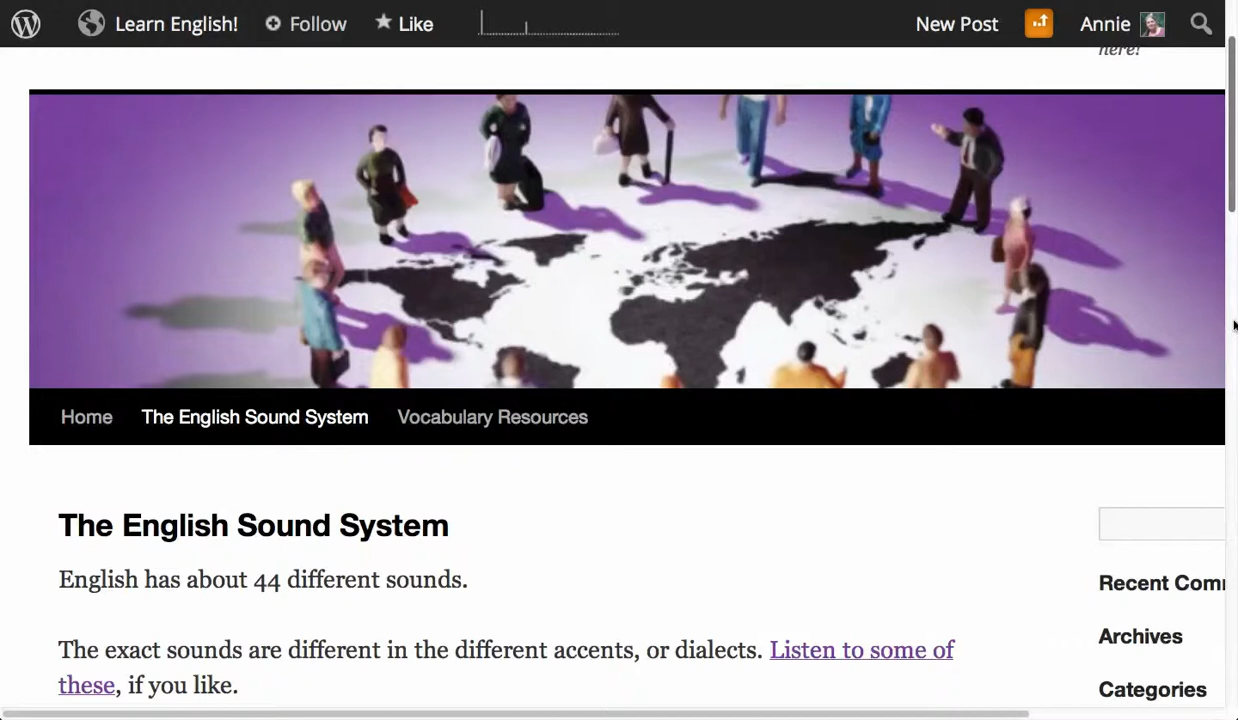 Learn English! Follow Like New Post Annie
here!
Home The English Sound System Vocabulary Resources
The English Sound System
English has about 44 different sounds.
Recent Com
The exact sounds are different in the different accents, or dialects. Listen to some of
these, if you like.
Archives
Categories